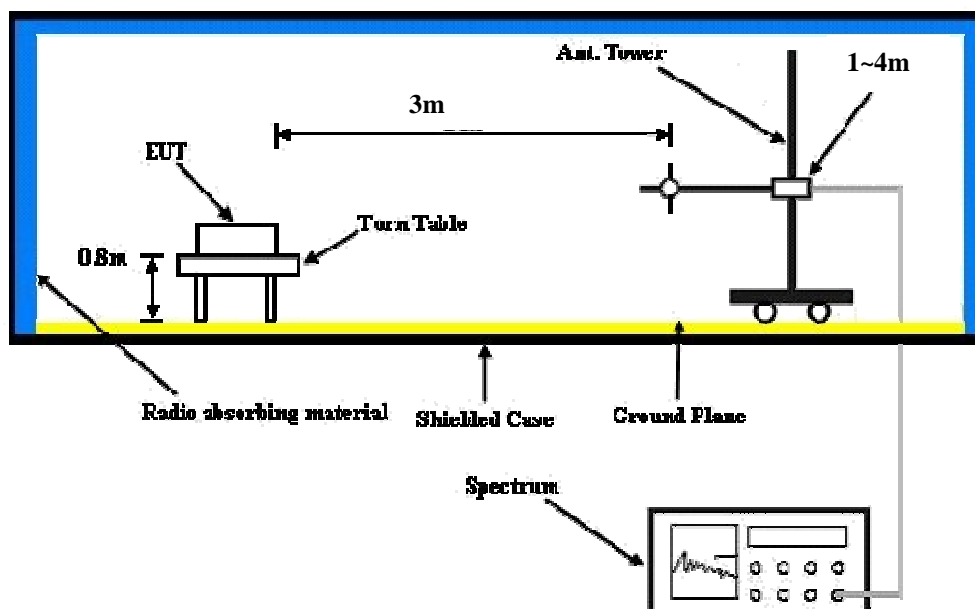 Ant. Tower
1~4m
3m
EUT
Turn Table
0.8m
Radio absorbing material
Shielded Case
Ground Plane
Spectrum